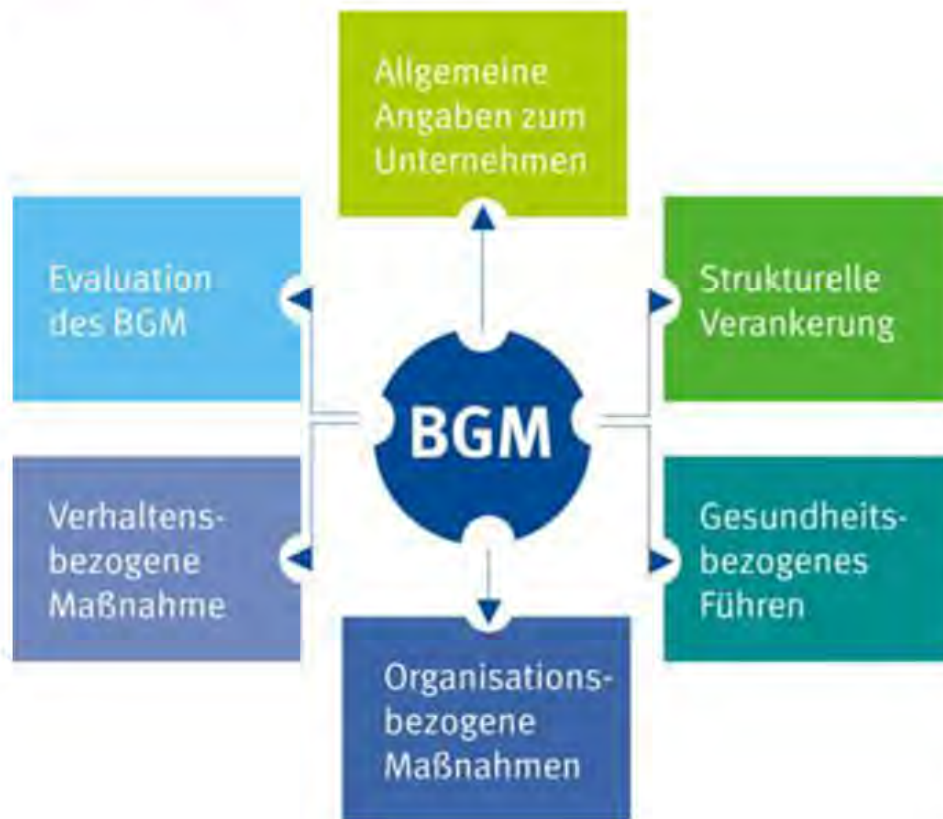 Allgemeine
Angaben zum
Unternehmen
Evaluation
des BGM
Strukturelle
Verankerung
BGM
Verhaltens-
bezogene
Maßnahme
Gesundheits-
bezogenes
Führen
Organisations-
bezogene
Maßnahmen